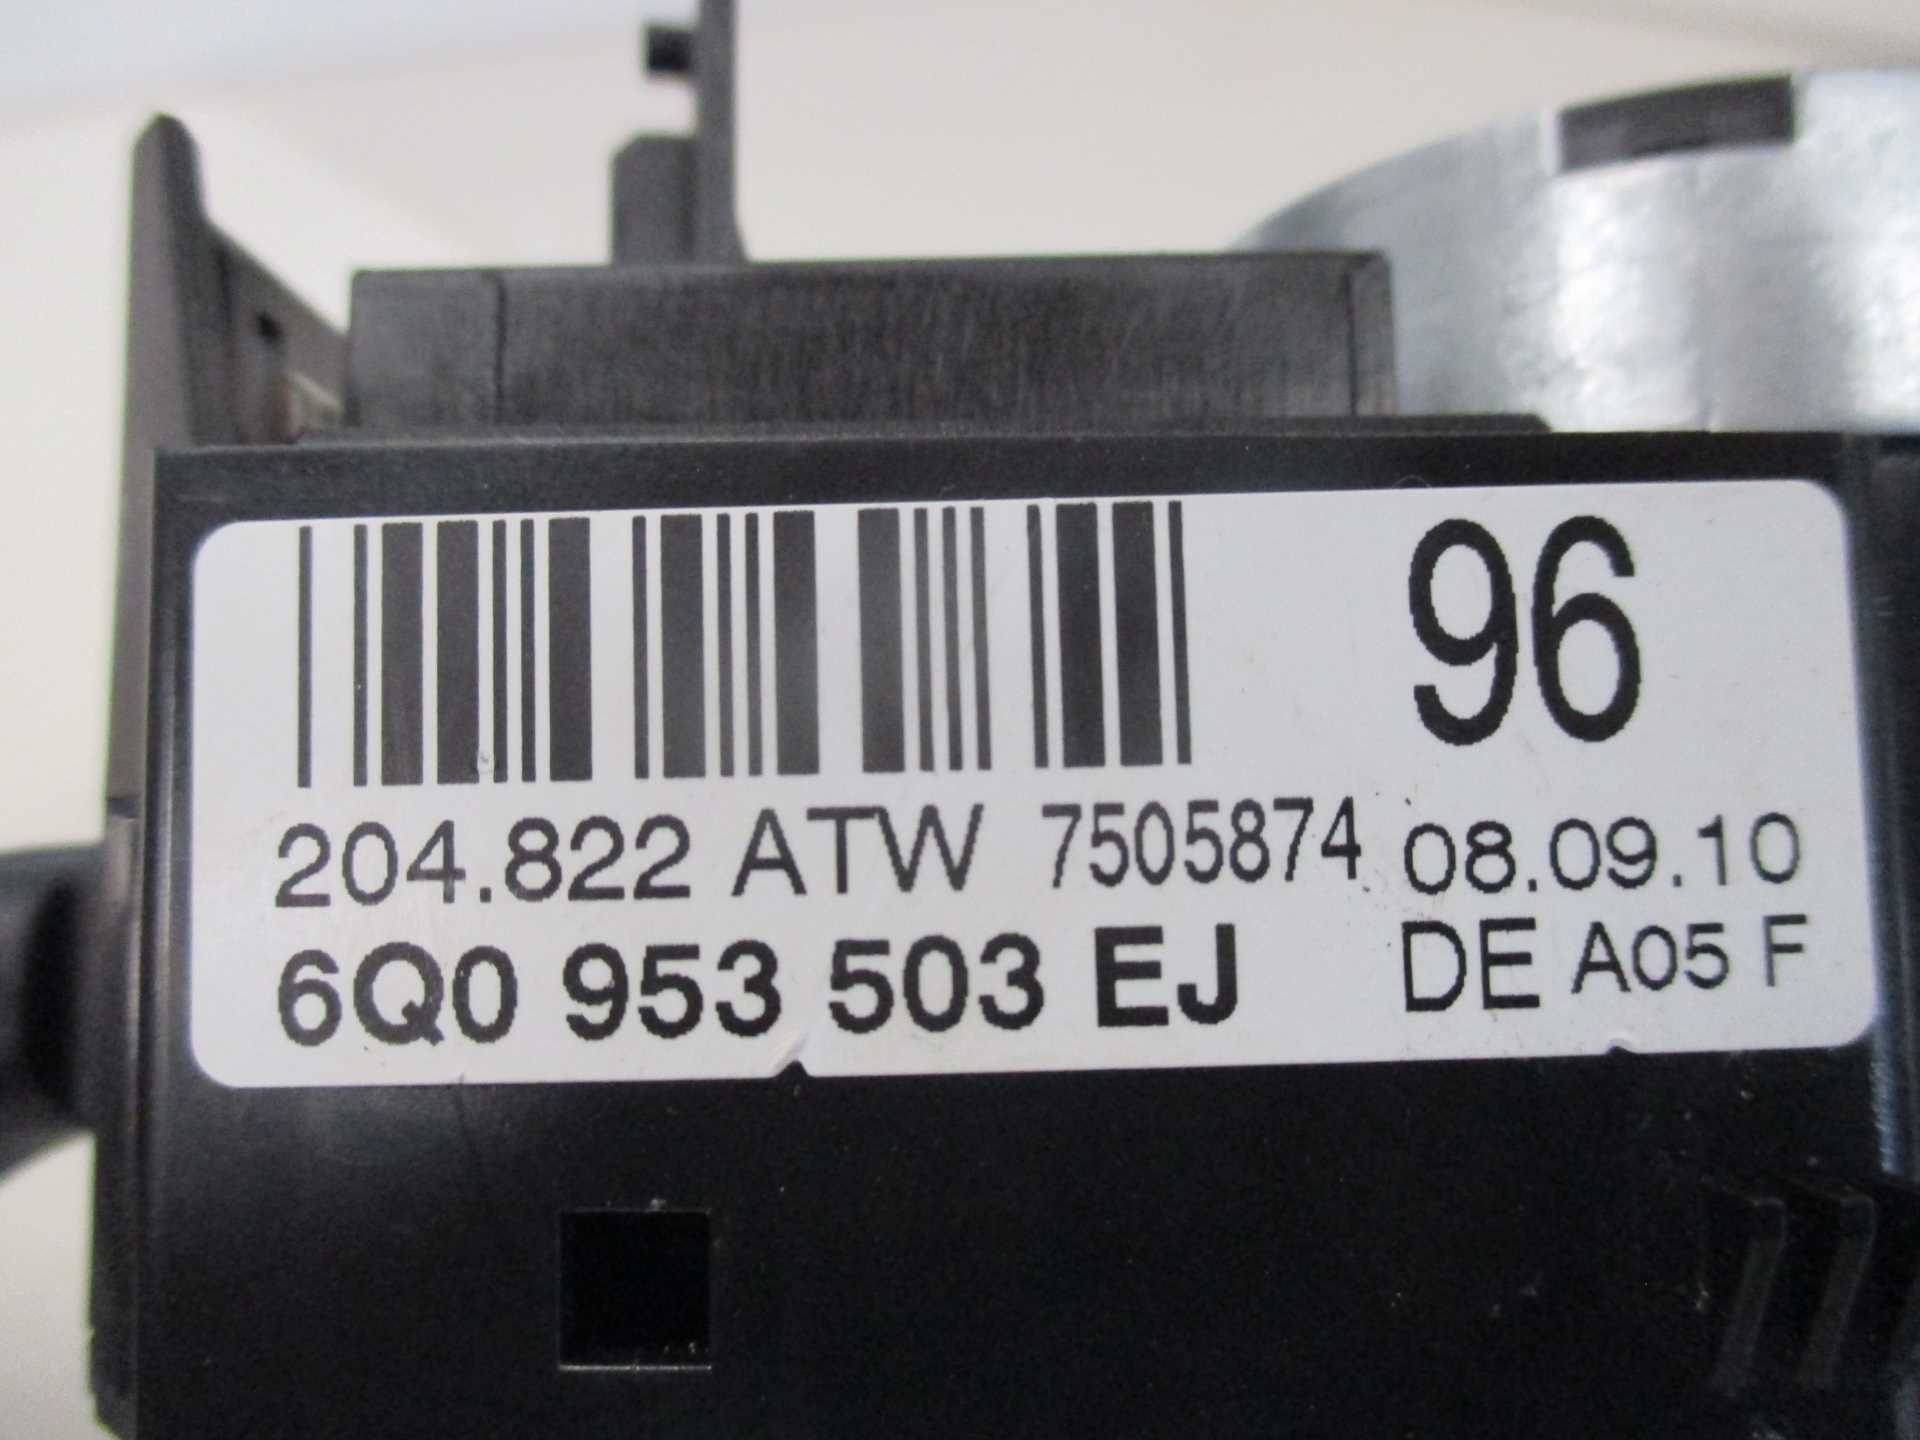 96
204.822 ATW 7505874 08.09.10
6Q0 953 503 EJ DE A05 F